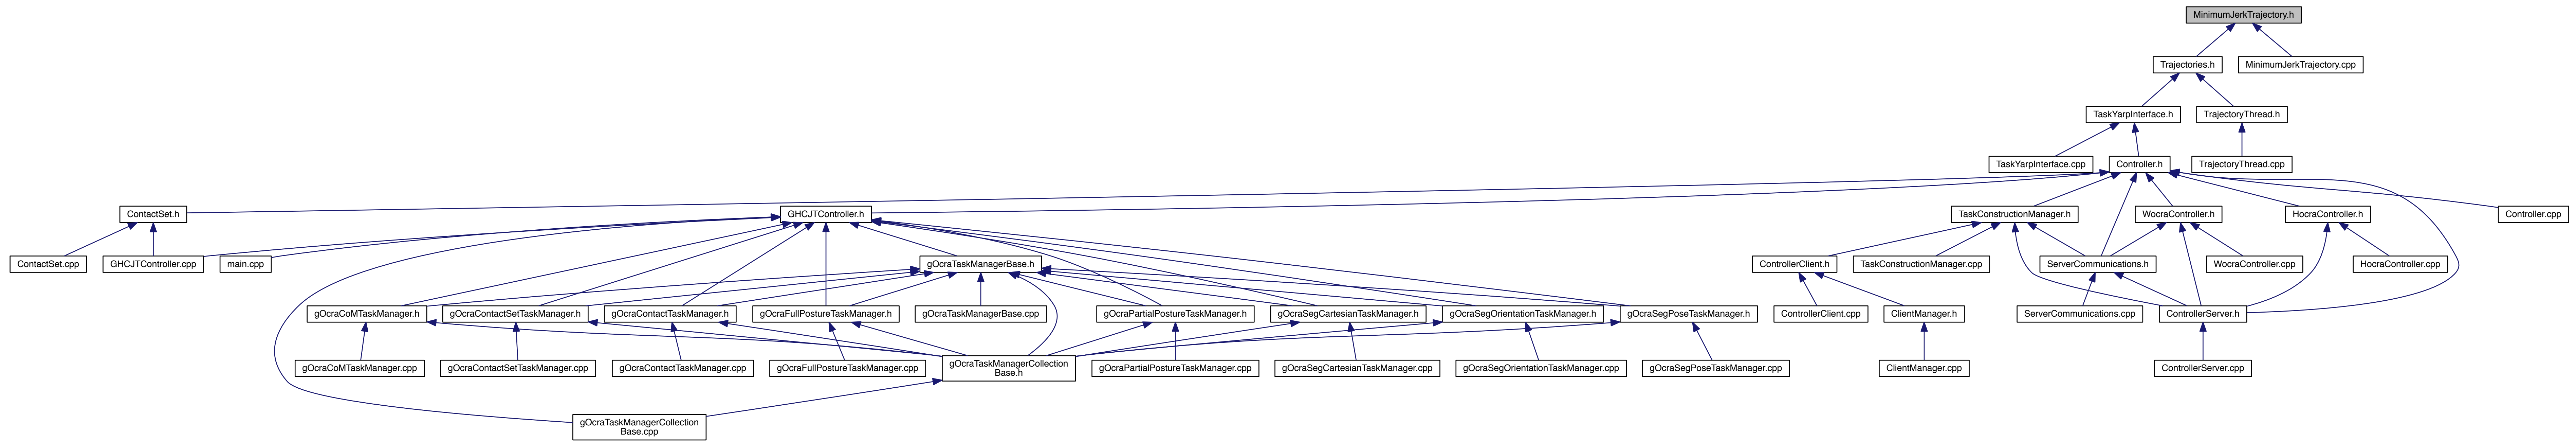 MinimumJerkTrajectory.h
Trajectories.h
MinimumJerkTrajectory.cpp
TaskYarpInterface.h
TrajectoryThread.h
TaskYarpInterface.cpp
Controller.h
TrajectoryThread.cpp
ContactSet.h
GHCJTController.h
TaskConstructionManager.h
WocraController.h
HocraController.h
Controller.cpp
ContactSet.cpp
GHCJTController.cpp
main.cpp
gOcraTaskManagerBase.h
ControllerClient.h
TaskConstructionManager.cpp
ServerCommunications.h
WocraController.cpp
HocraController.cpp
gOcraCoMTaskManager.h
gOcraContactSetTaskManager.h
gOcraContactTaskManager.h
gOcraFullPostureTaskManager.h
gOcraTaskManagerBase.cpp
gOcraPartialPostureTaskManager.h
gOcraSegCartesianTaskManager.h
gOcraSegOrientationTaskManager.h
gOcraSegPoseTaskManager.h
ControllerClient.cpp
ClientManager.h
ServerCommunications.cpp
ControllerServer.h
gOcraCoMTaskManager.cpp
gOcraContactSetTaskManager.cpp
gOcraContactTaskManager.cpp
gOcraFullPostureTaskManager.cpp
gOcraTaskManagerCollection
Base.h
gOcraPartialPostureTaskManager.cpp
gOcraSegCartesianTaskManager.cpp
gOcraSegOrientationTaskManager.cpp
gOcraSegPoseTaskManager.cpp
ClientManager.cpp
ControllerServer.cpp
gOcraTaskManagerCollection
Base.cpp